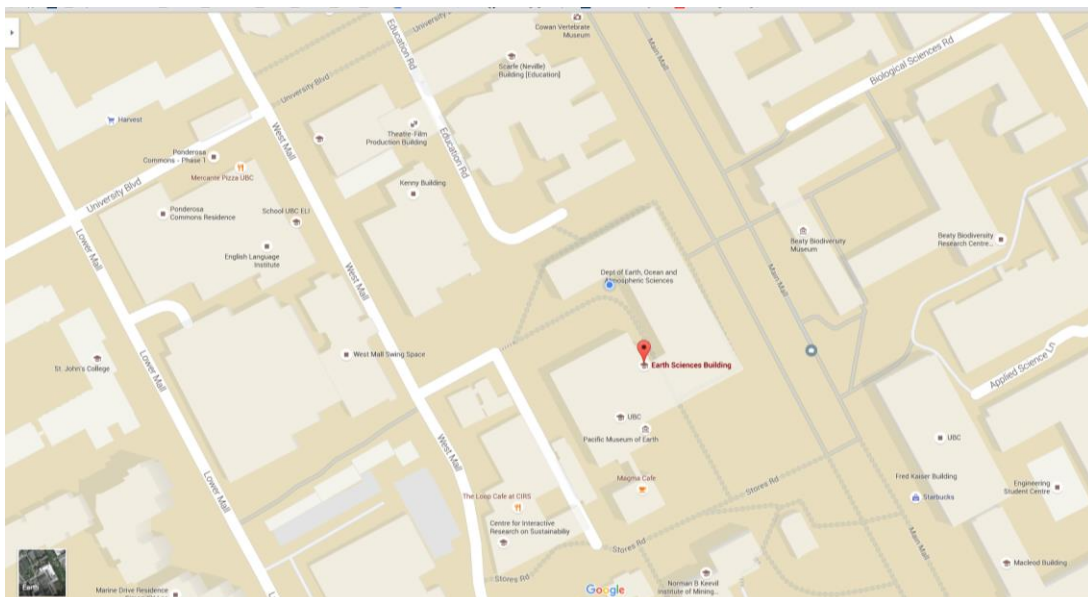 Cowan Vertebrate
Museum
University Blvd
Education Rd
Main Mall
Scarfe (Neville)
Building [Education]
Biological Sciences Rd
University Blvd
Harvest
West Mall
Theatre-Film
Production Building
Education Rd
Ponderosa
Commons - Phase 1
Mercante Pizza UBC
Kenny Building
University Blvd
Ponderosa
Commons Residence
School UBC ELI
English Language
Institute
Lower Mall
West Mall
Beaty Biodiversity
Museum
Beaty Biodiversity
Research Centre...
Dept of Earth, Ocean and
Atmospheric Sciences
Main Mall
St. John's College
Lower Mall
West Mall Swing Space
Earth Sciences Building
Applied Science Ln
UBC
Pacific Museum of Earth
UBC
West Mall
Magma Cafe
Stores Rd
Fred Kaiser Building
Starbucks
Engineering
Student Centre
Lower Mall
The Loop Cafe at CIRS
Centre for Interactive
Research on Sustainability
Stores Rd
Main Mall
Macleod Building
Stores Rd
Norman B Keevil
Institute of Mining...
Earth
Marine Drive Residence
Google